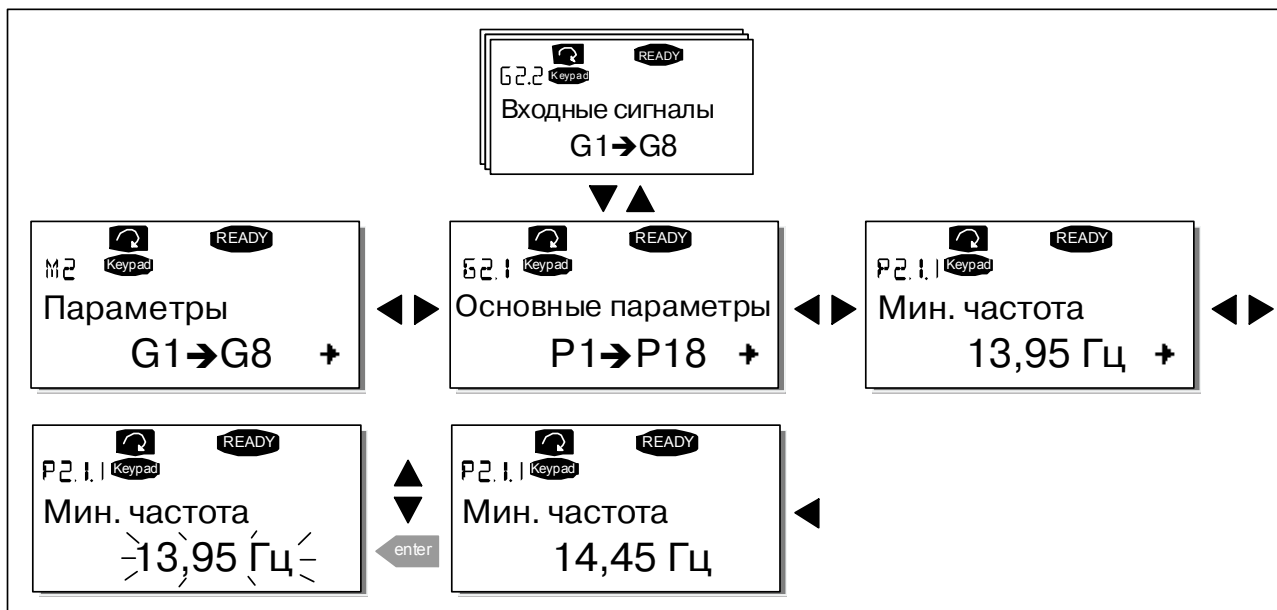 READY
G2.2 Keypad
Входные сигналы
G1➔G8
READY
M2 Keypad
Параметры
G1➔G8
READY
G2.1 Keypad
Основные параметры
P1➔P18
READY
P2.1.1 Keypad
Мин. частота
13,95 Гц
READY
P2.1.1 Keypad
Мин. частота
13,95 Гц
enter
READY
P2.1.1 Keypad
Мин. частота
14,45 Гц